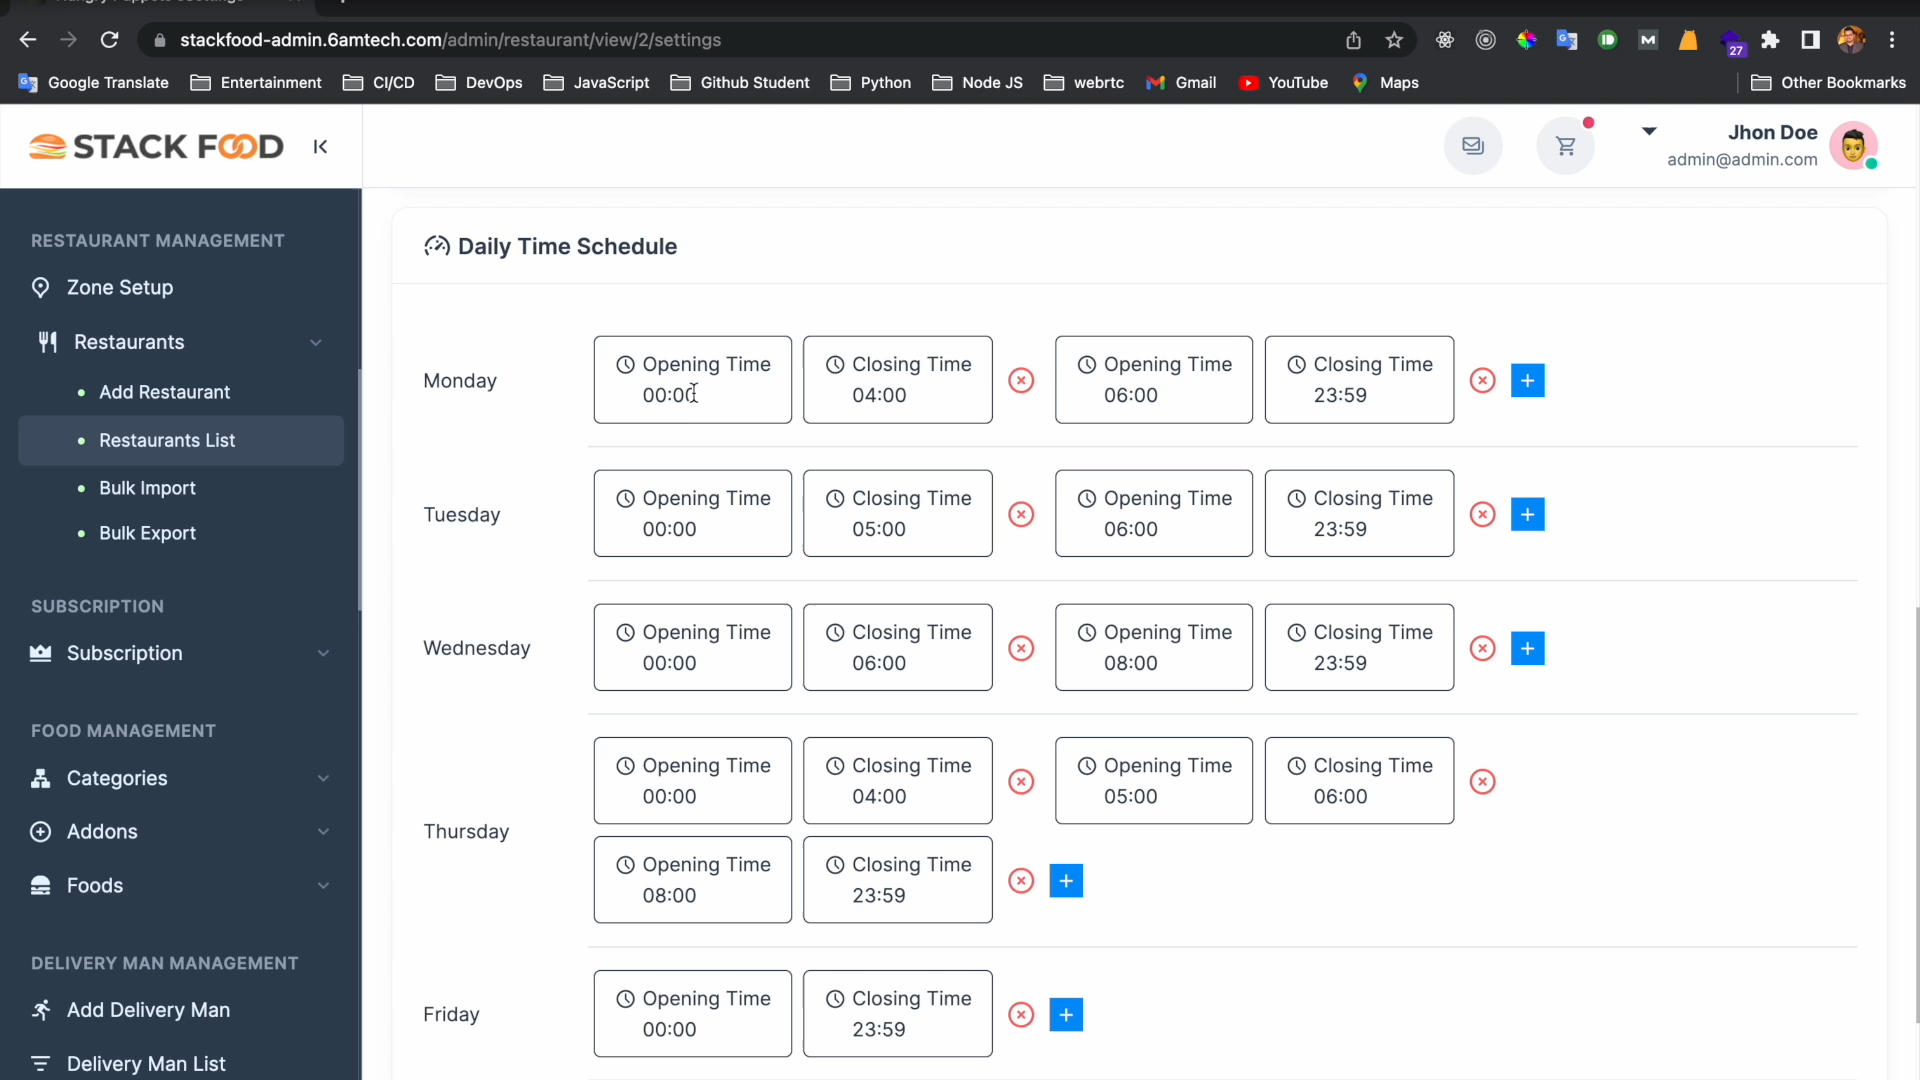 stackfood-admin.6amtech.com/admin/restaurant/view/2/settings
27
Google Translate Entertainment CI/CD DevOps JavaScript Github Student Python Node JS webrtc Gmail YouTube Maps Other Bookmarks
STACK FOOD
Jhon Doe
admin@admin.com
RESTAURANT MANAGEMENT
Zone Setup
Restaurants
Add Restaurant
Restaurants List
Bulk Import
Bulk Export
SUBSCRIPTION
Subscription
FOOD MANAGEMENT
Categories
Addons
Foods
DELIVERY MAN MANAGEMENT
Add Delivery Man
Delivery Man List
Daily Time Schedule
Monday
Opening Time Closing Time Opening Time Closing Time
00:00 04:00 06:00 23:59
Tuesday
Opening Time Closing Time Opening Time Closing Time
00:00 05:00 06:00 23:59
Wednesday
Opening Time Closing Time Opening Time Closing Time
00:00 06:00 08:00 23:59
Thursday
Opening Time Closing Time Opening Time Closing Time
00:00 04:00 05:00 06:00
Opening Time Closing Time
08:00 23:59
Friday
Opening Time Closing Time
00:00 23:59